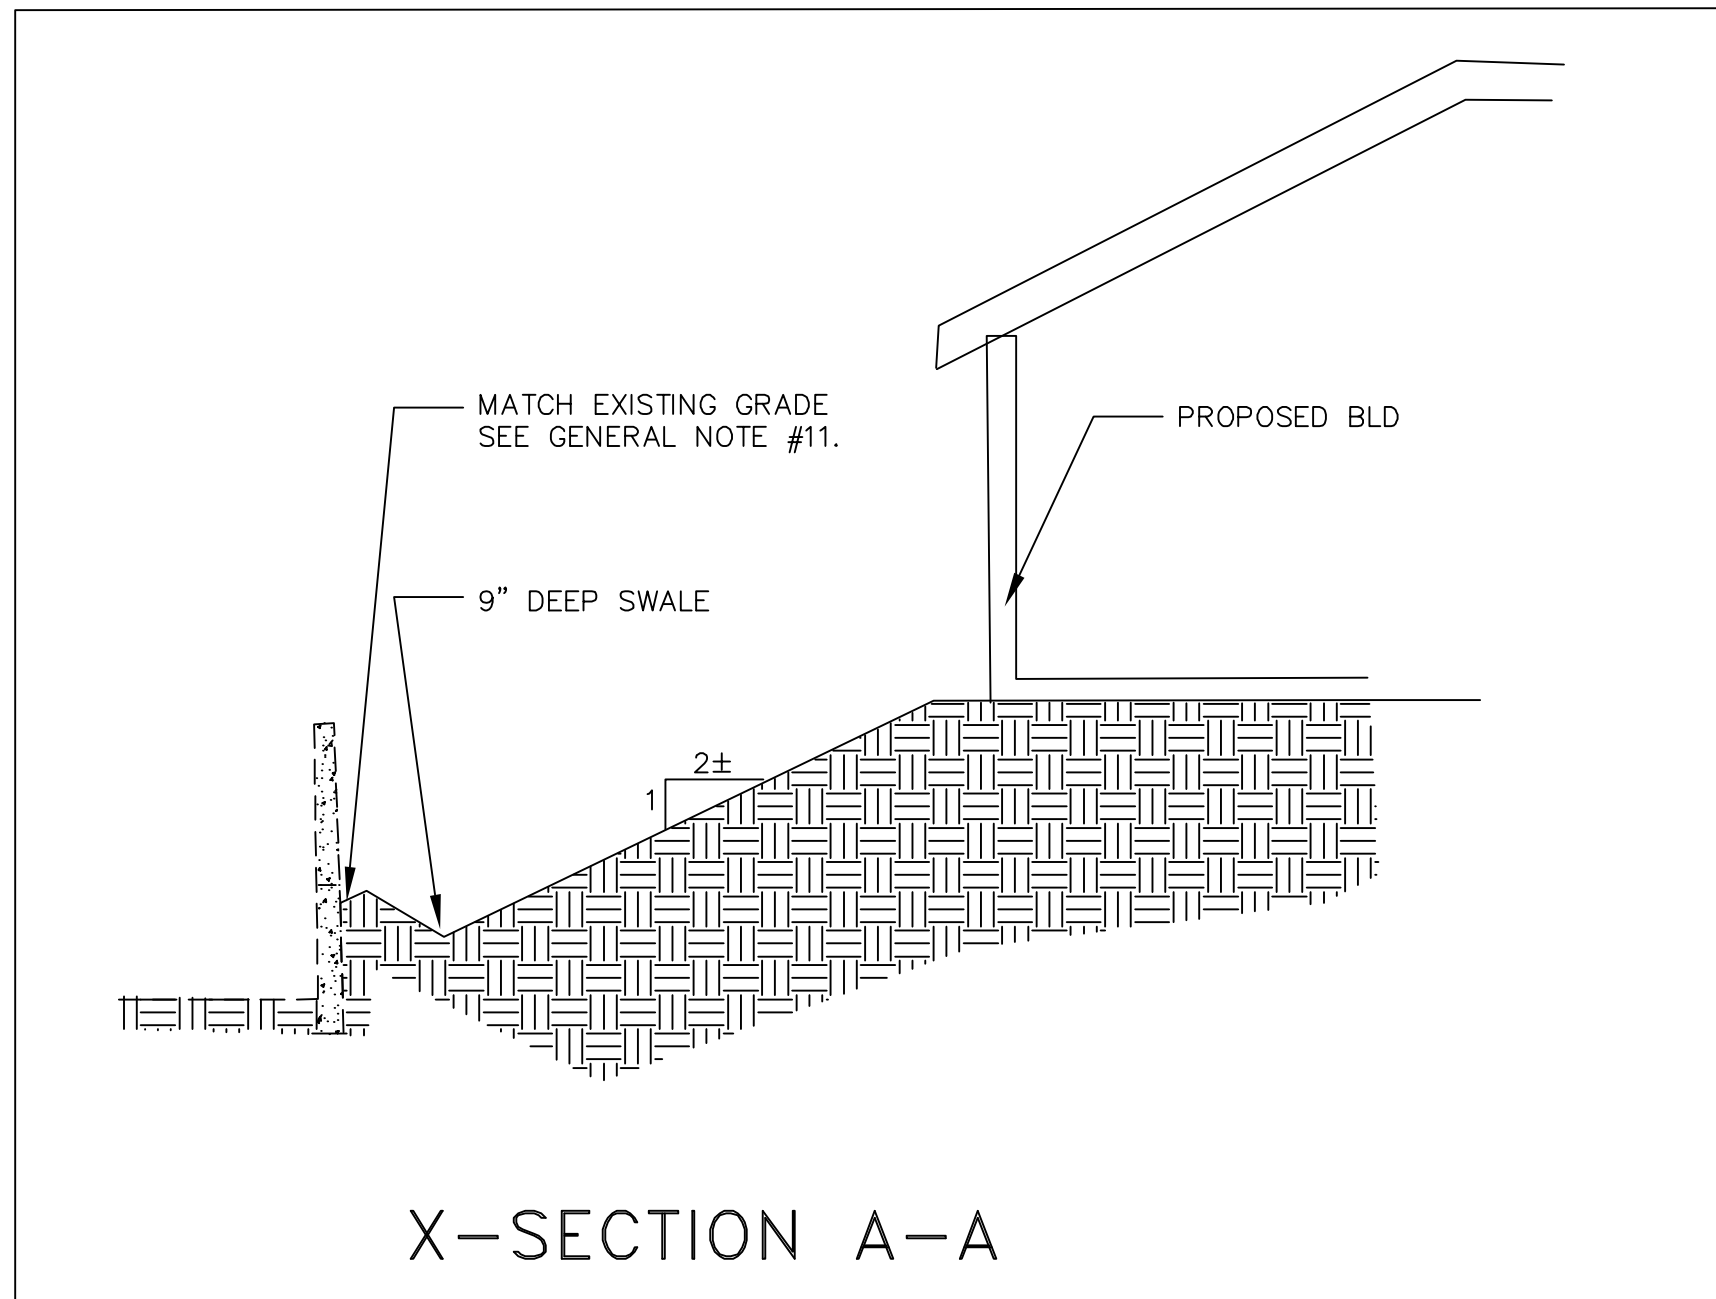 MATCH EXISTING GRADE
SEE GENERAL NOTE #11.
PROPOSED BLD
9" DEEP SWALE
2±
1
X-SECTION A-A